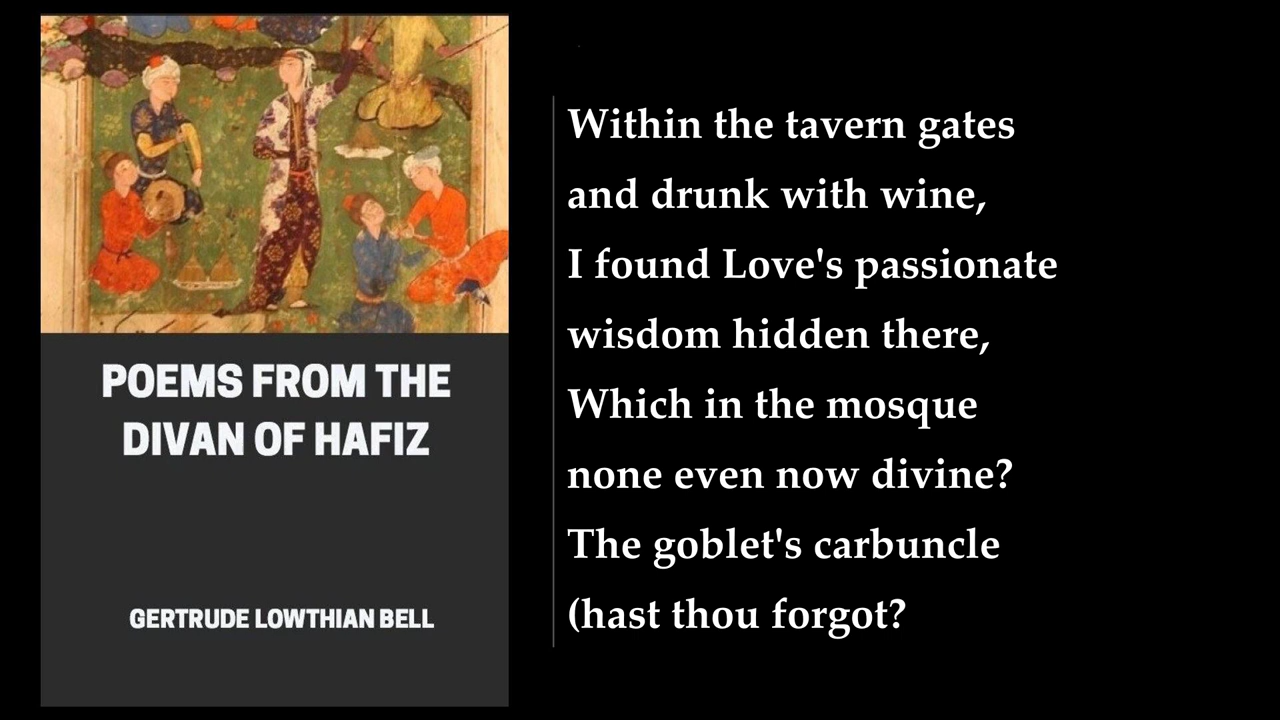 POEMS FROM THE
DIVAN OF HAFIZ
GERTRUDE LOWTHIAN BELL
Within the tavern gates
and drunk with wine,
I found Love's passionate
wisdom hidden there,
Which in the mosque
none even now divine?
The goblet's carbuncle
(hast thou forgot?